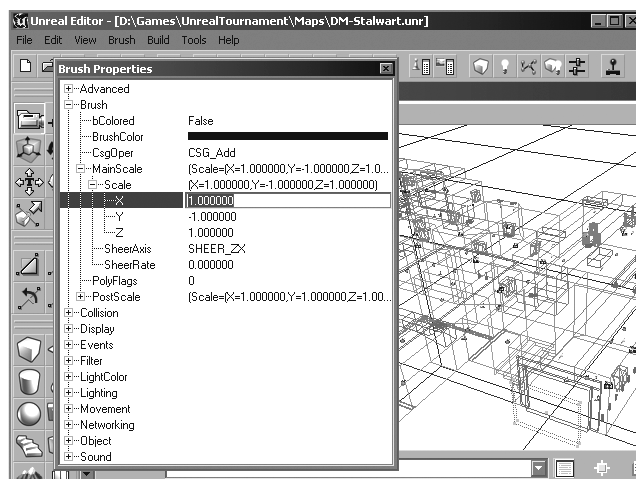 Unreal Editor - [D:\Games\UnrealTournament\Maps\DM-Stalwart.unr]
File Edit View Brush Build Tools Help
Brush Properties
Advanced
Brush
bColored False
BrushColor
CsgOper CSG_Add
MainScale (Scale=(X=1.000000,Y=-1.000000,Z=1.0...
Scale (X=1.000000,Y=-1.000000,Z=1.000000)
X 1.000000
Y -1.000000
Z 1.000000
SheerAxis SHEER_ZX
SheerRate 0.000000
PolyFlags 0
PostScale (Scale=(X=1.000000,Y=1.000000,Z=1.00...
Collision
Display
Events
Filter
LightColor
Lighting
Movement
Networking
Object
Sound